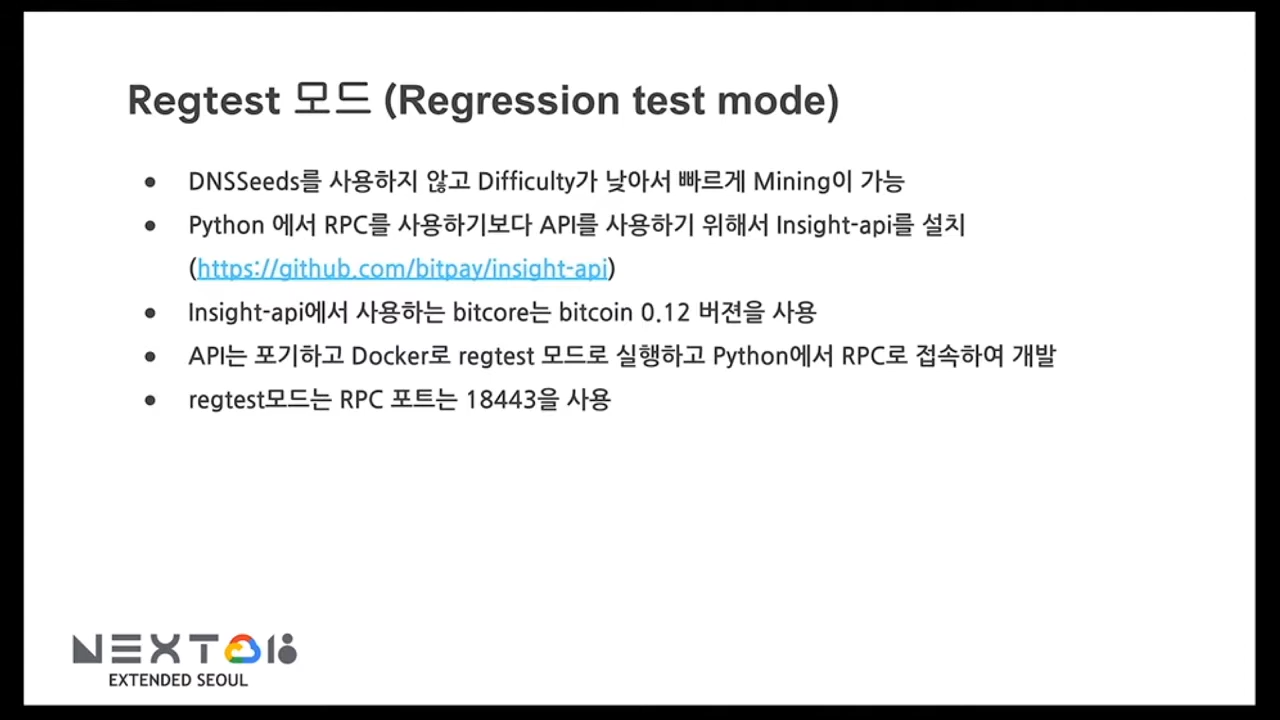 Regtest 모드 (Regression test mode)
● DNSSeeds를 사용하지 않고 Difficulty가 낮아서 빠르게 Mining이 가능
● Python 에서 RPC를 사용하기보다 API를 사용하기 위해서 Insight-api를 설치
(https://github.com/bitpay/insight-api)
● Insight-api에서 사용하는 bitcore는 bitcoin 0.12 버젼을 사용
● API는 포기하고 Docker로 regtest 모드로 실행하고 Python에서 RPC로 접속하여 개발
● regtest모드는 RPC 포트는 18443을 사용
NEXT 18
EXTENDED SEOUL